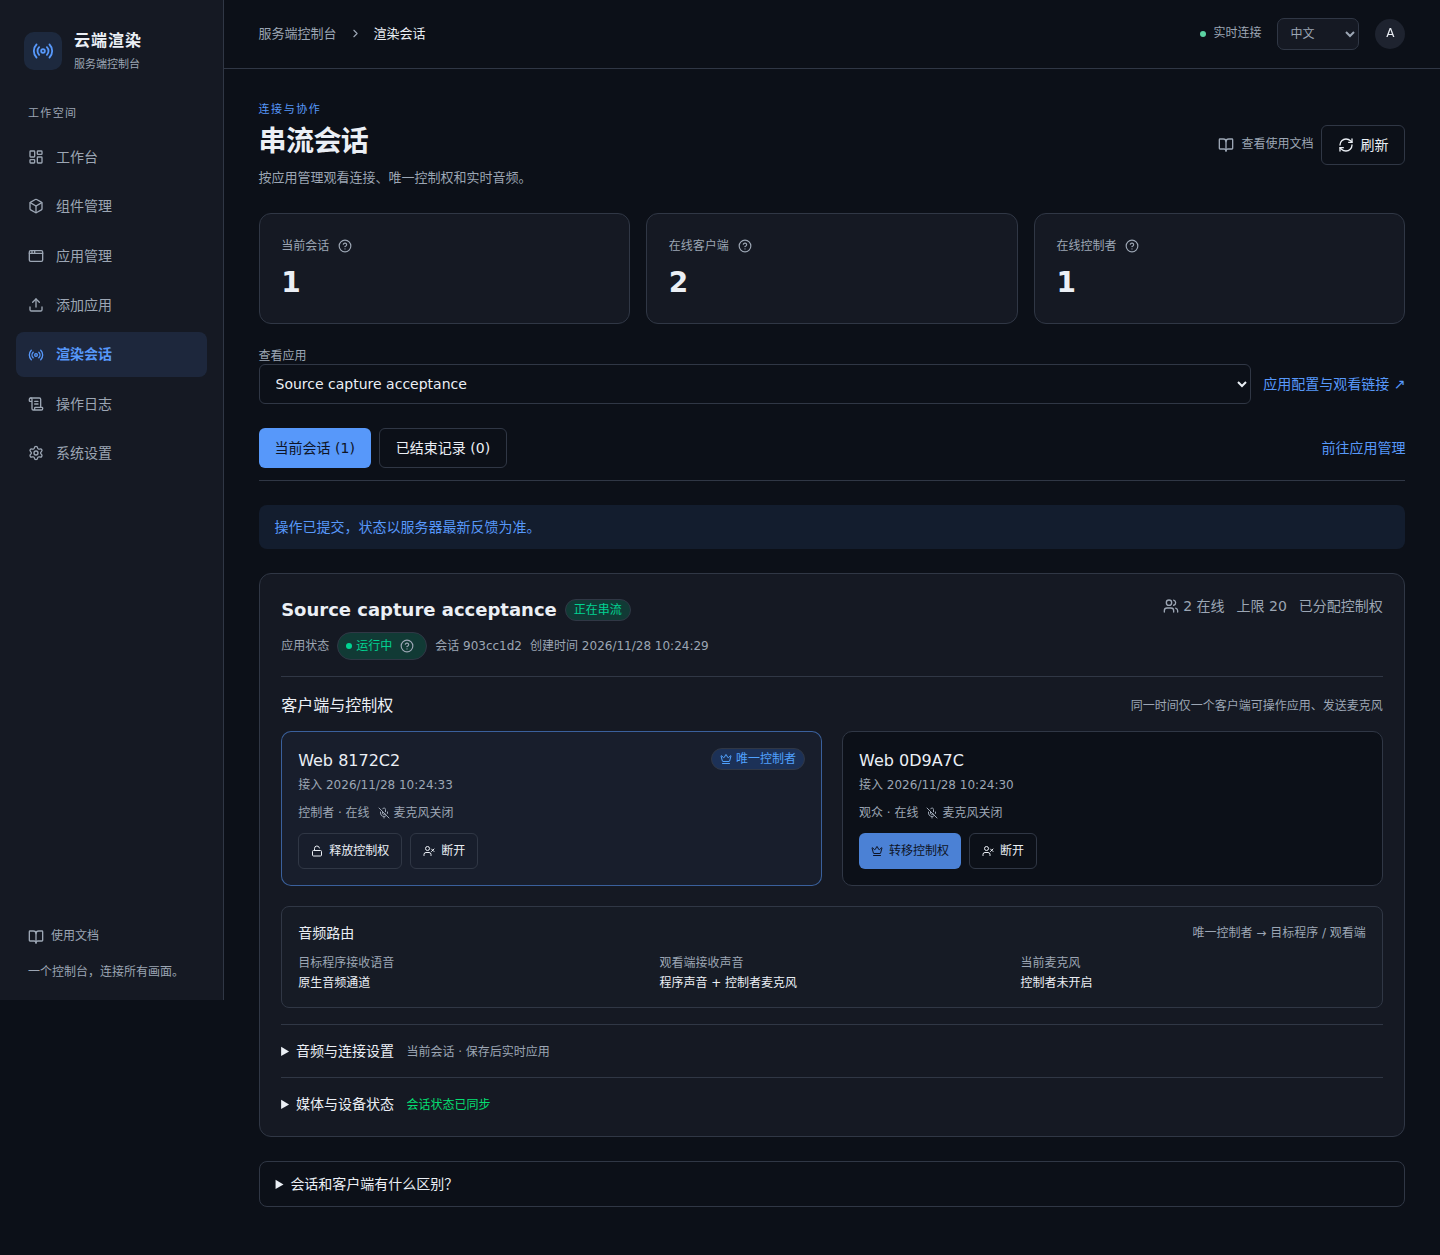 云端渲染
服务端控制台
工作空间
工作台
组件管理
应用管理
添加应用
渲染会话
操作日志
系统设置
使用文档
一个控制台，连接所有画面。
服务端控制台 > 渲染会话
实时连接
中文
A
连接与协作
串流会话
按应用管理观看连接、唯一控制权和实时音频。
查看使用文档
刷新
当前会话 ?
1
在线客户端 ?
2
在线控制者 ?
1
查看应用
Source capture acceptance
应用配置与观看链接 ↗
当前会话 (1)
已结束记录 (0)
前往应用管理
操作已提交，状态以服务器最新反馈为准。
Source capture acceptance 正在串流
2 在线 上限 20 已分配控制权
应用状态 运行中 ? 会话 903cc1d2 创建时间 2026/11/28 10:24:29
客户端与控制权
同一时间仅一个客户端可操作应用、发送麦克风
Web 8172C2
唯一控制者
接入 2026/11/28 10:24:33
控制者 · 在线 麦克风关闭
释放控制权
断开
Web 0D9A7C
接入 2026/11/28 10:24:30
观众 · 在线 麦克风关闭
转移控制权
断开
音频路由
唯一控制者 → 目标程序 / 观看端
目标程序接收语音
原生音频通道
观看端接收声音
程序声音 + 控制者麦克风
当前麦克风
控制者未开启
▶ 音频与连接设置 当前会话 · 保存后实时应用
▶ 媒体与设备状态 会话状态已同步
▶ 会话和客户端有什么区别？